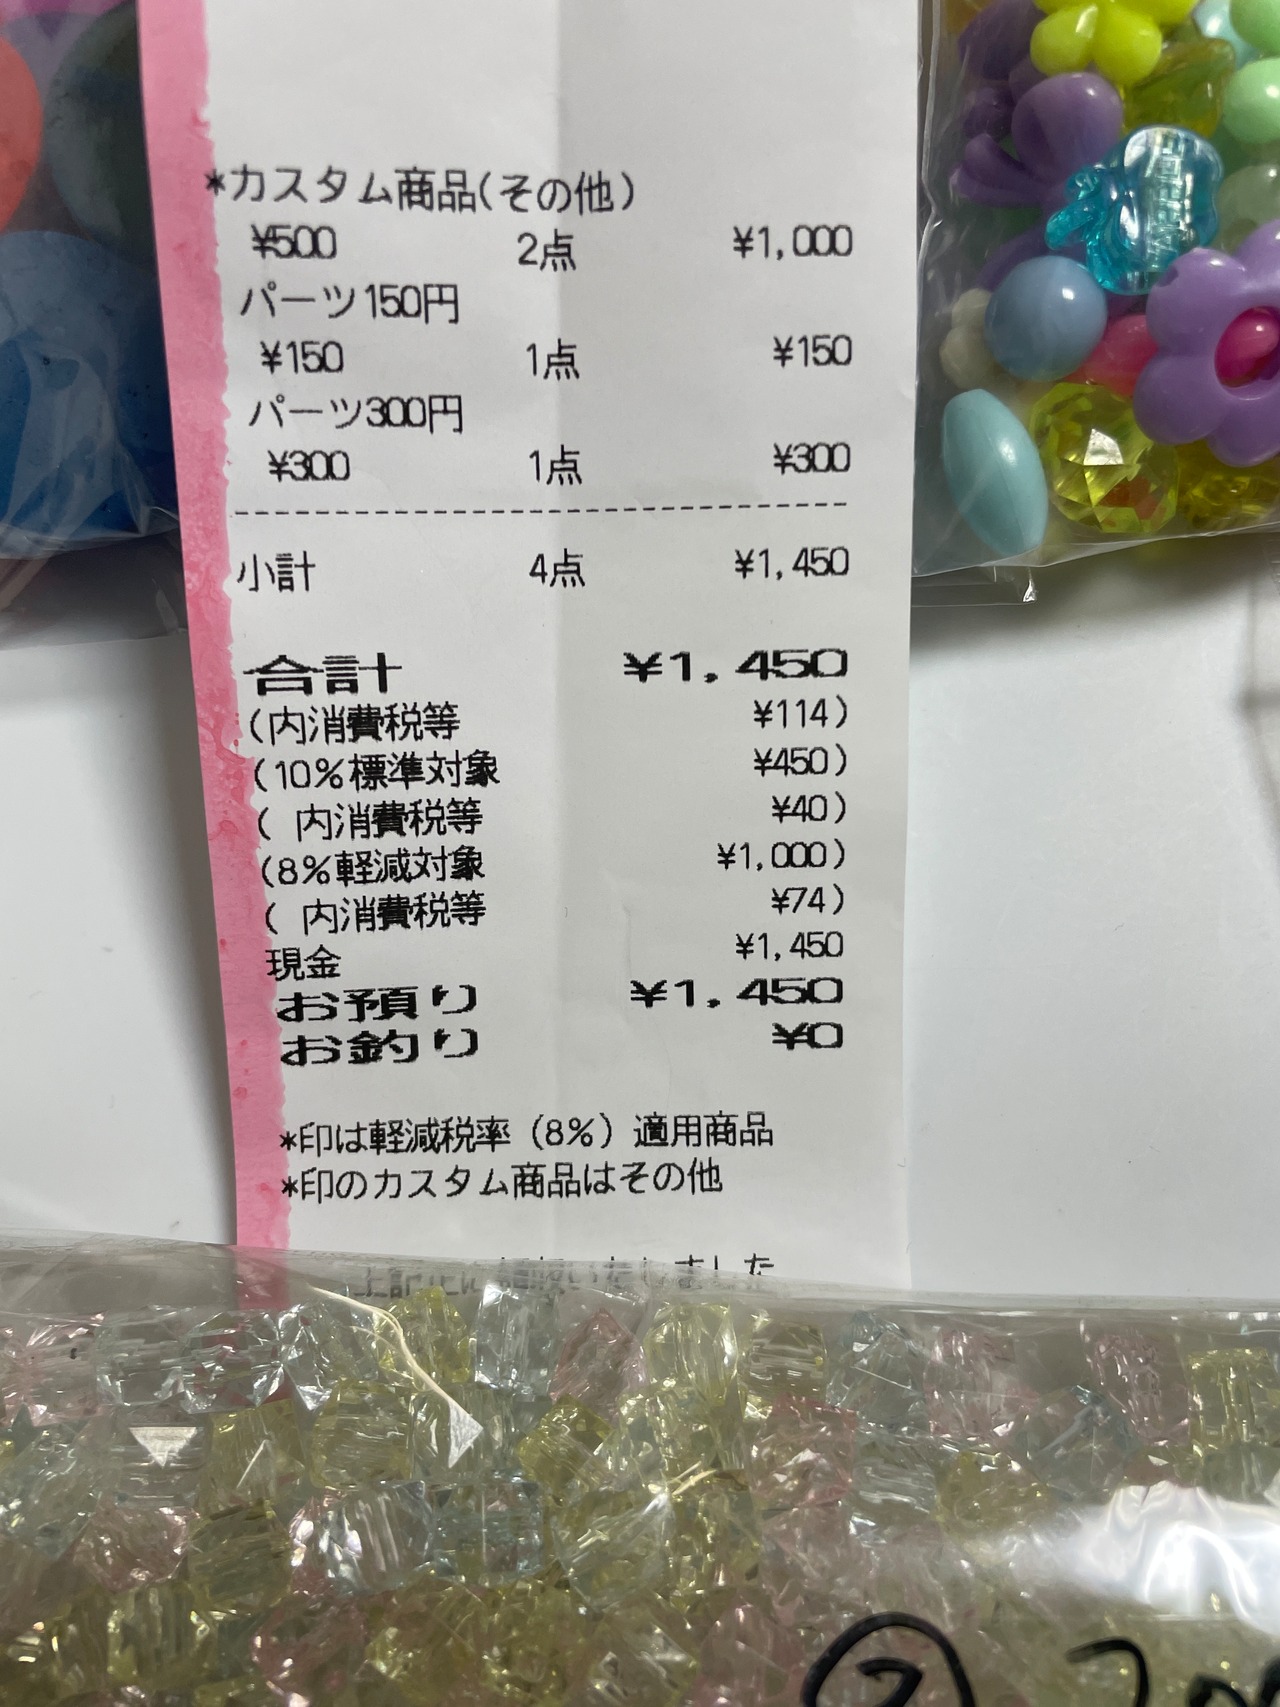 *カスタム商品(その他)
¥500 2点 ¥1,000
パーツ150円
¥150 1点 ¥150
パーツ300円
¥300 1点 ¥300
小計 4点 ¥1,450
合計 ¥1,450
(内消費税等 ¥114)
(10%標準対象 ¥450)
( 内消費税等 ¥40)
(8%軽減対象 ¥1,000)
( 内消費税等 ¥74)
現金 ¥1,450
お預り ¥1,450
お釣り ¥0
*印は軽減税率(8%)適用商品
*印のカスタム商品はその他